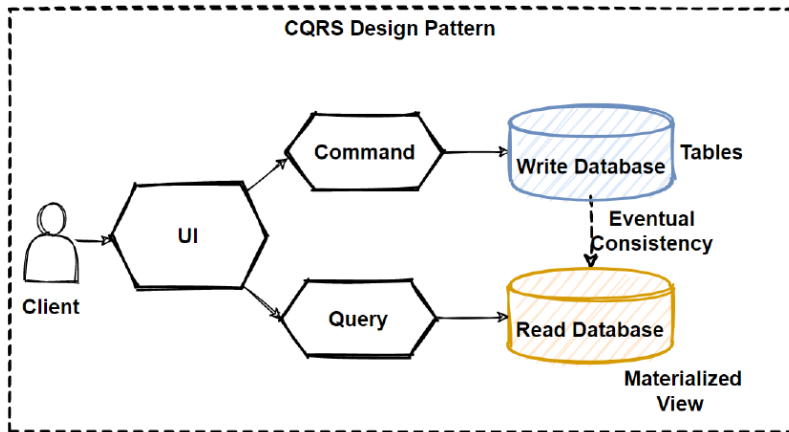 CQRS Design Pattern
Command
Write Database
Tables
UI
Eventual
Consistency
Client
Query
Read Database
Materialized
View